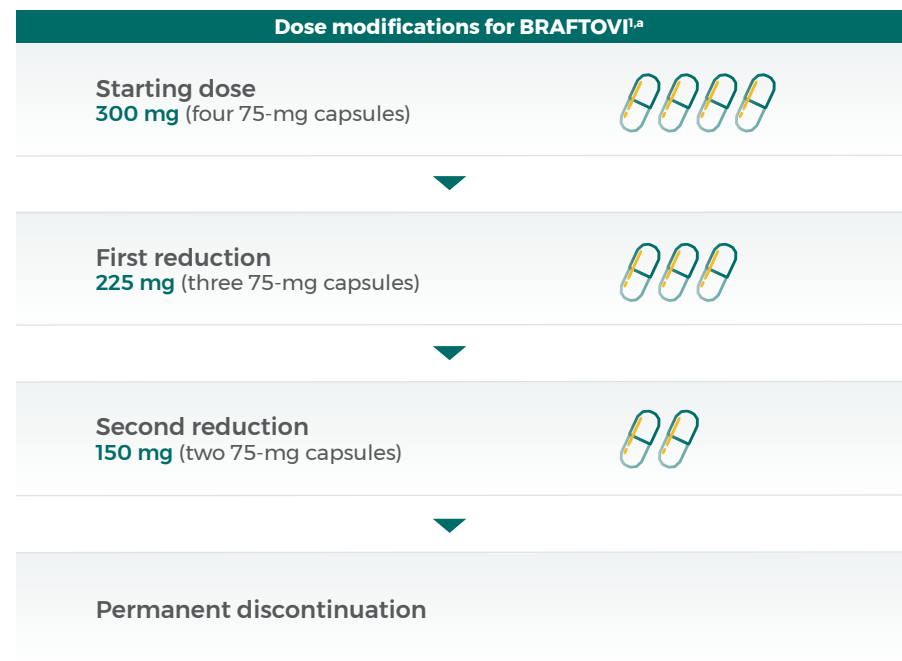 Dose modifications for BRAFTOVI¹,ᵃ
Starting dose
300 mg (four 75-mg capsules)
First reduction
225 mg (three 75-mg capsules)
Second reduction
150 mg (two 75-mg capsules)
Permanent discontinuation